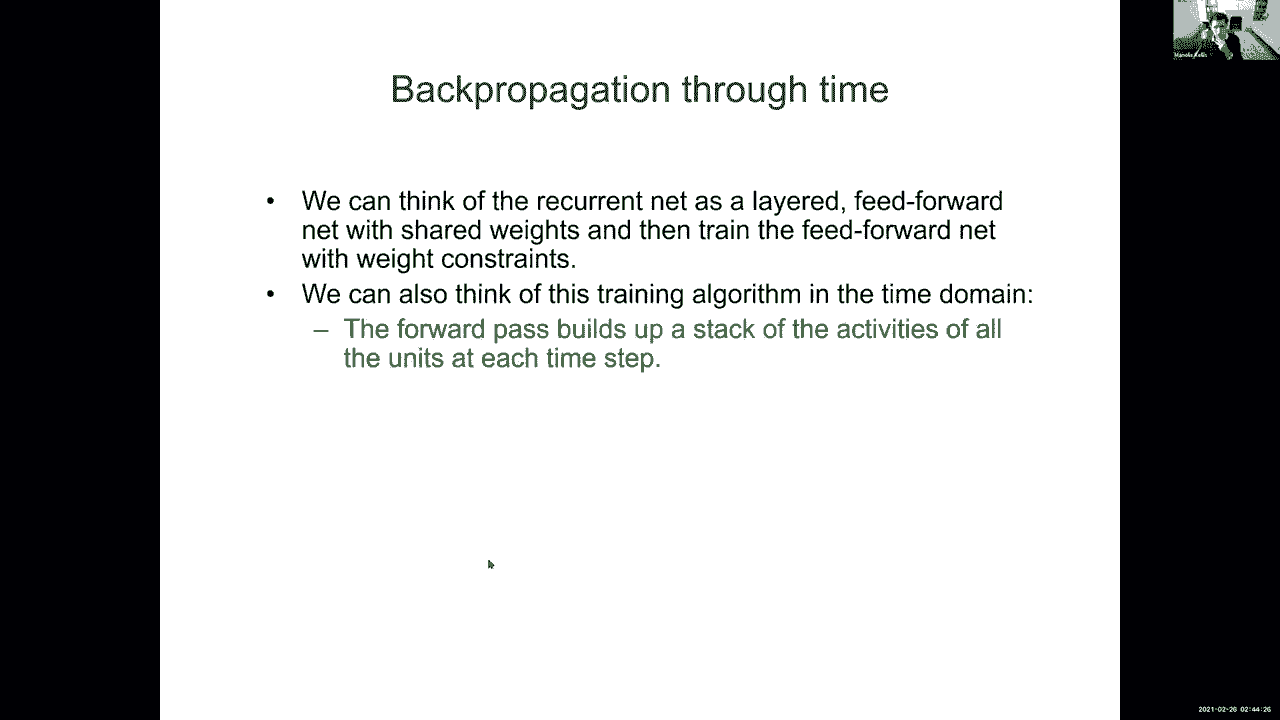 Backpropagation through time
• We can think of the recurrent net as a layered, feed-forward
net with shared weights and then train the feed-forward net
with weight constraints.
• We can also think of this training algorithm in the time domain:
– The forward pass builds up a stack of the activities of all
the units at each time step.
2021-02-26 02:44:26